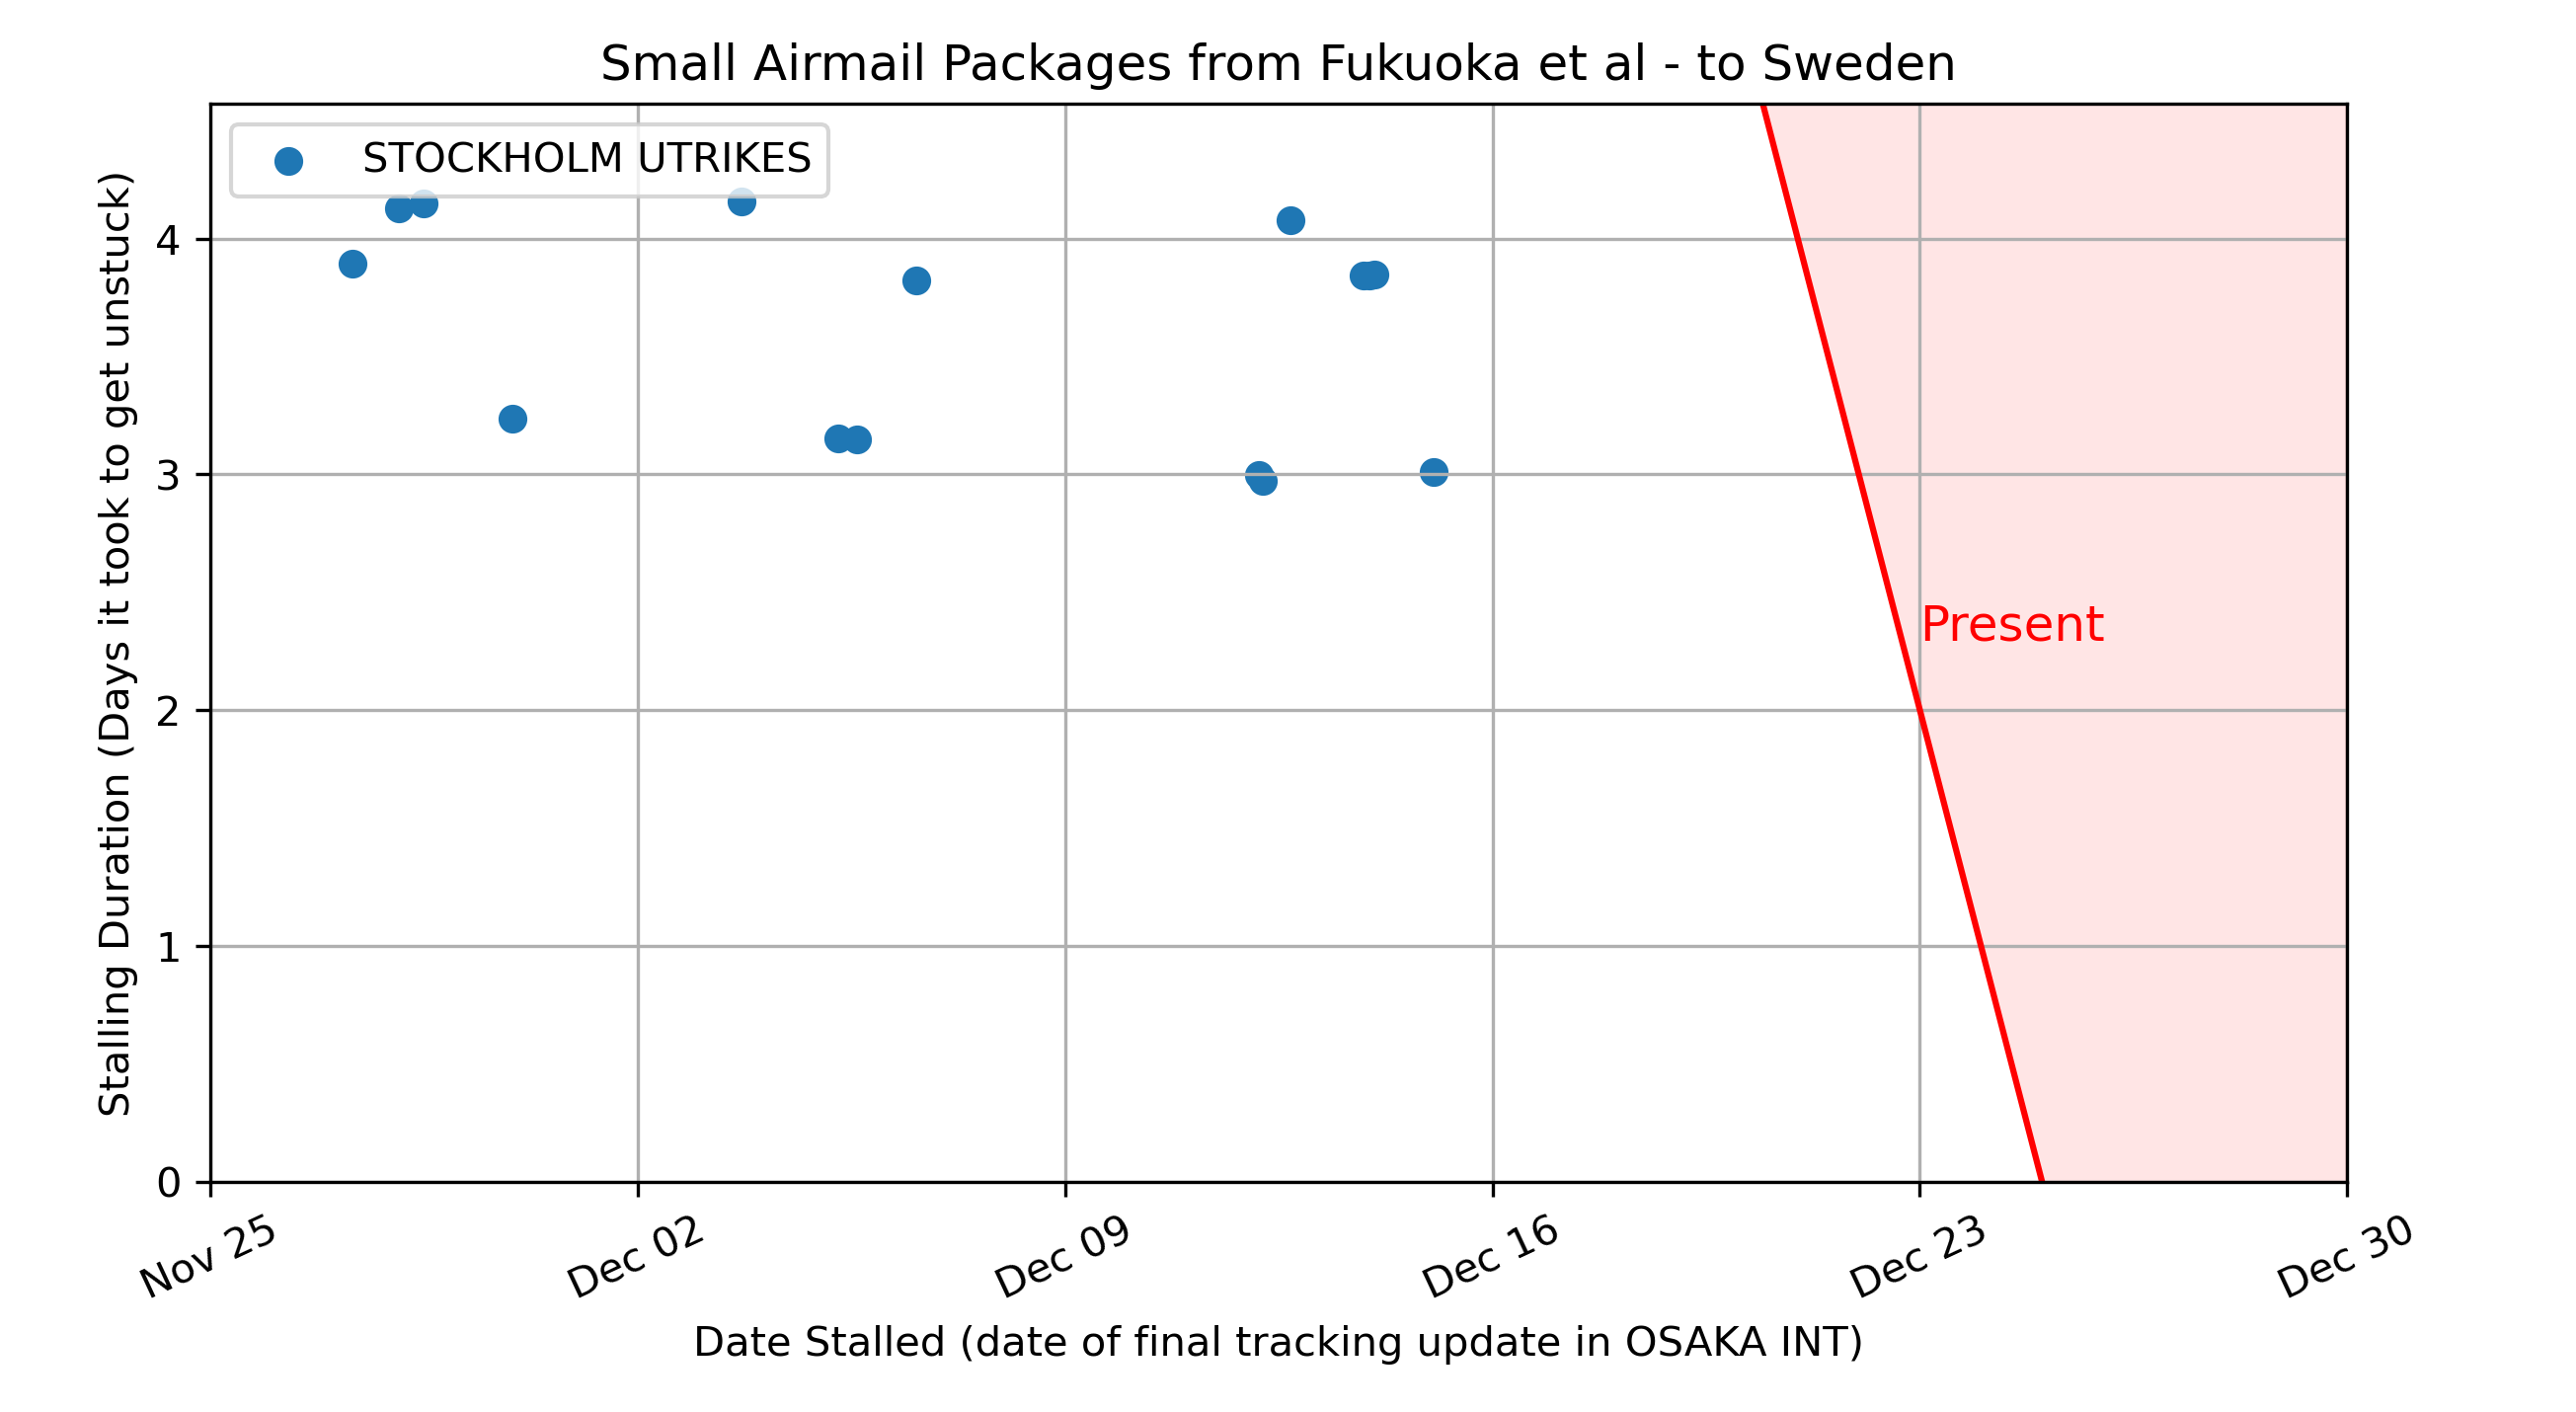 Small Airmail Packages from Fukuoka et al - to Sweden
STOCKHOLM UTRIKES
Stalling Duration (Days it took to get unstuck)
4
3
2
1
0
Present
Nov 25
Dec 02
Dec 09
Dec 16
Dec 23
Dec 30
Date Stalled (date of final tracking update in OSAKA INT)